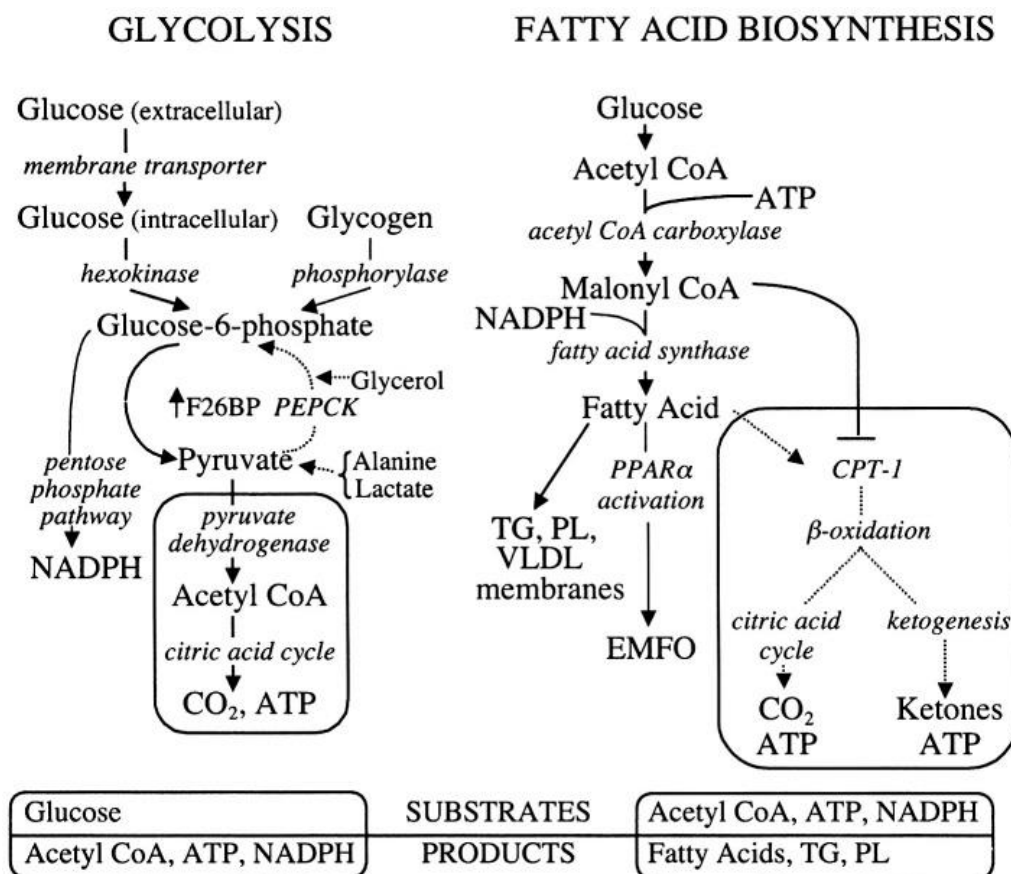 GLYCOLYSIS
Glucose (extracellular)
membrane transporter
Glucose (intracellular)
Glycogen
hexokinase
phosphorylase
Glucose-6-phosphate
Glycerol
F26BP PEPCK
Pyruvate
Alanine
Lactate
pentose
phosphate
pathway
NADPH
pyruvate
dehydrogenase
Acetyl CoA
citric acid cycle
CO₂, ATP
FATTY ACID BIOSYNTHESIS
Glucose
Acetyl CoA
ATP
acetyl CoA carboxylase
Malonyl CoA
NADPH
fatty acid synthase
Fatty Acid
PPARα
activation
TG, PL,
VLDL
membranes
EMFO
CPT-1
β-oxidation
citric acid
cycle
ketogenesis
CO₂
ATP
Ketones
ATP
Glucose SUBSTRATES Acetyl CoA, ATP, NADPH
Acetyl CoA, ATP, NADPH PRODUCTS Fatty Acids, TG, PL